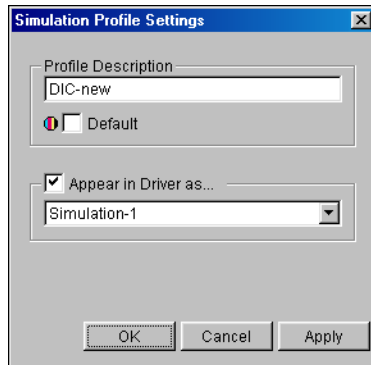 Simulation Profile Settings
Profile Description
DIC-new
Default
Appear in Driver as...
Simulation-1
OK Cancel Apply